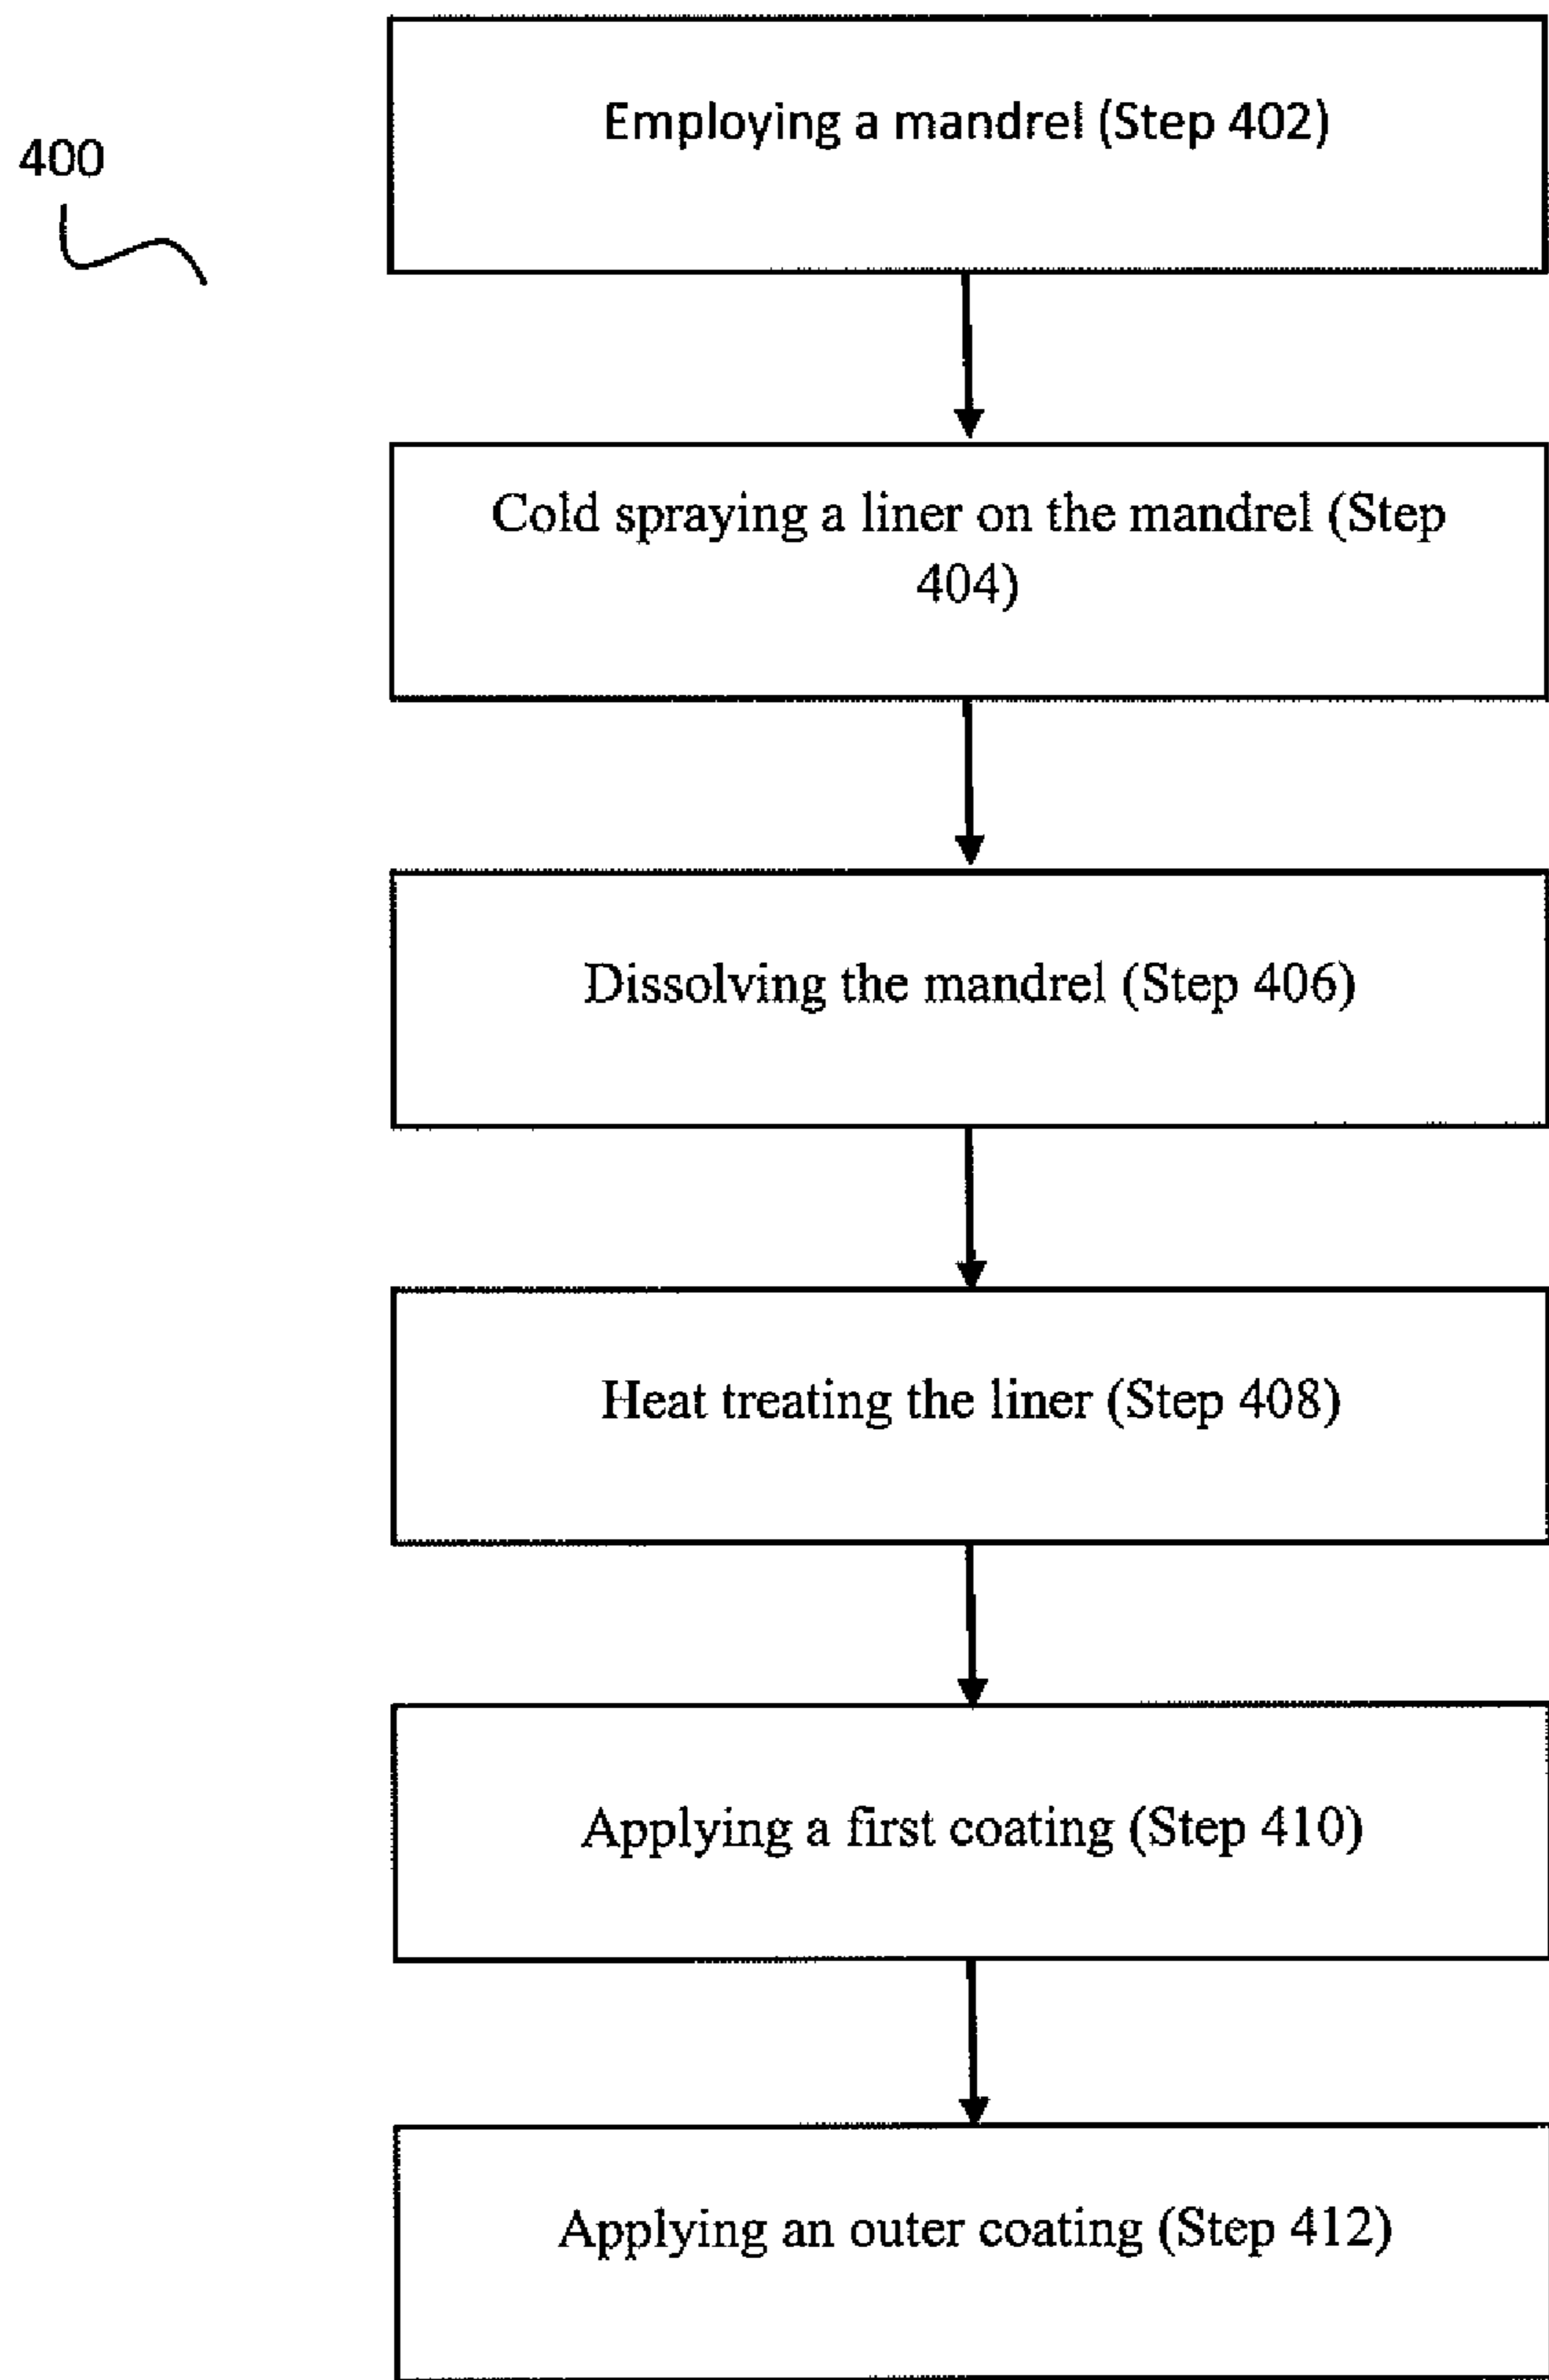 Employing a mandrel (Step 402)
400
Cold spraying a liner on the mandrel (Step
404)
Dissolving the mandrel (Step 406)
Heat treating the liner (Step 408)
Applying a first coating (Step 410)
Applying an outer coating (Step 412)